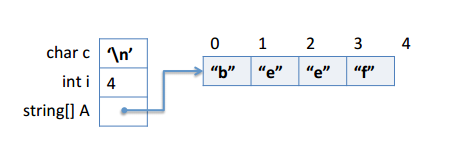 0 1 2 3 4
char c ‘\n’
“b” “e” “e” “f”
int i 4
string[] A